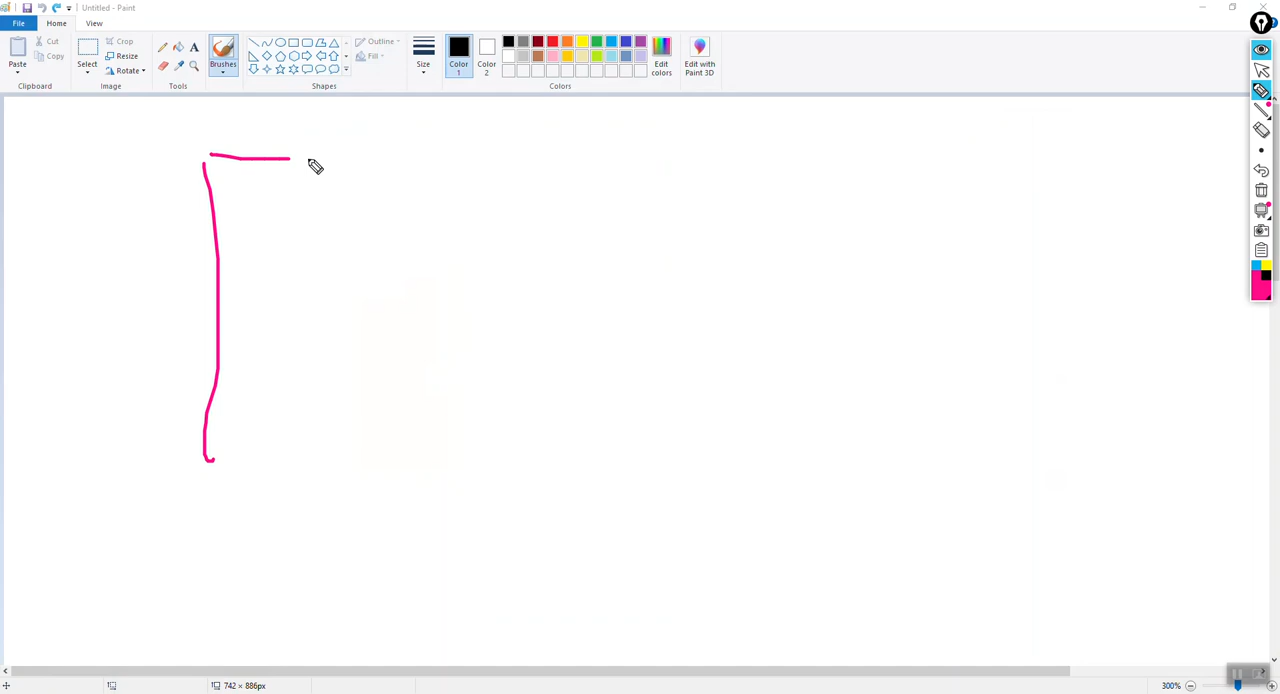 Untitled - Paint
File Home View
Paste
Cut
Copy
Clipboard
Select
Crop
Resize
Rotate
Image
A
Tools
Brushes
Shapes
Outline
Fill
Size
Color 1
Color 2
Edit colors
Colors
Edit with Paint 3D
742 × 886px
300%